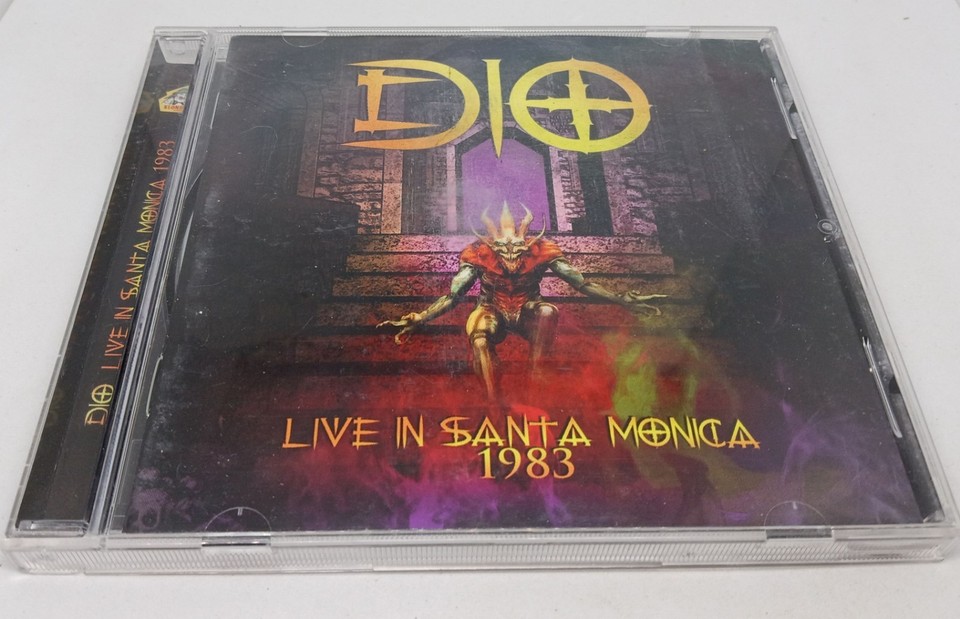 DIO
LIVE IN SANTA MONICA
1983
DIO LIVE IN SANTA MONICA 1983